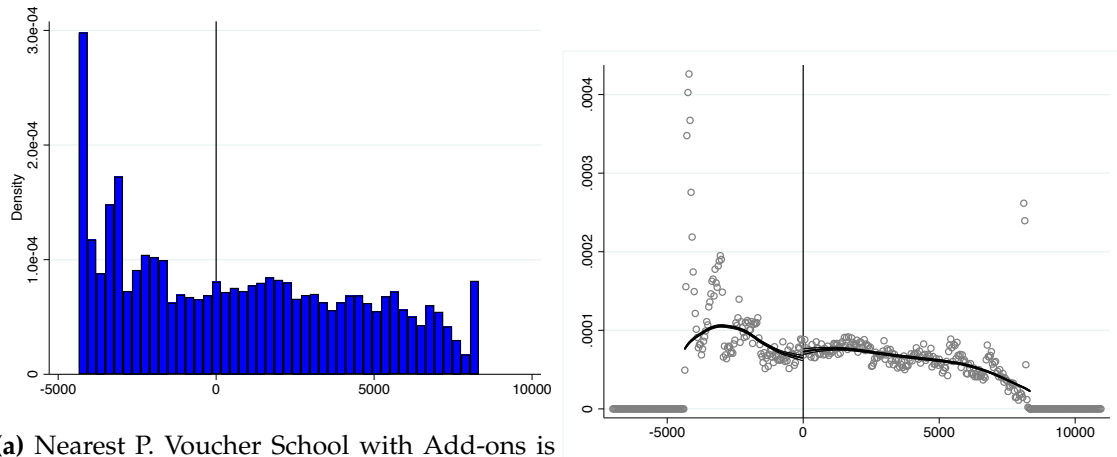 3.0e-04
2.0e-04
1.0e-04
0
Density
-5000 0 5000 10000
.0004
.0003
.0002
.0001
0
-5000 0 5000 10000
(a) Nearest P. Voucher School with Add-ons is